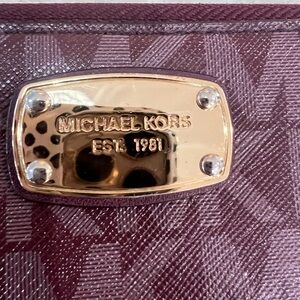 MICHAEL KORS
EST. 1981